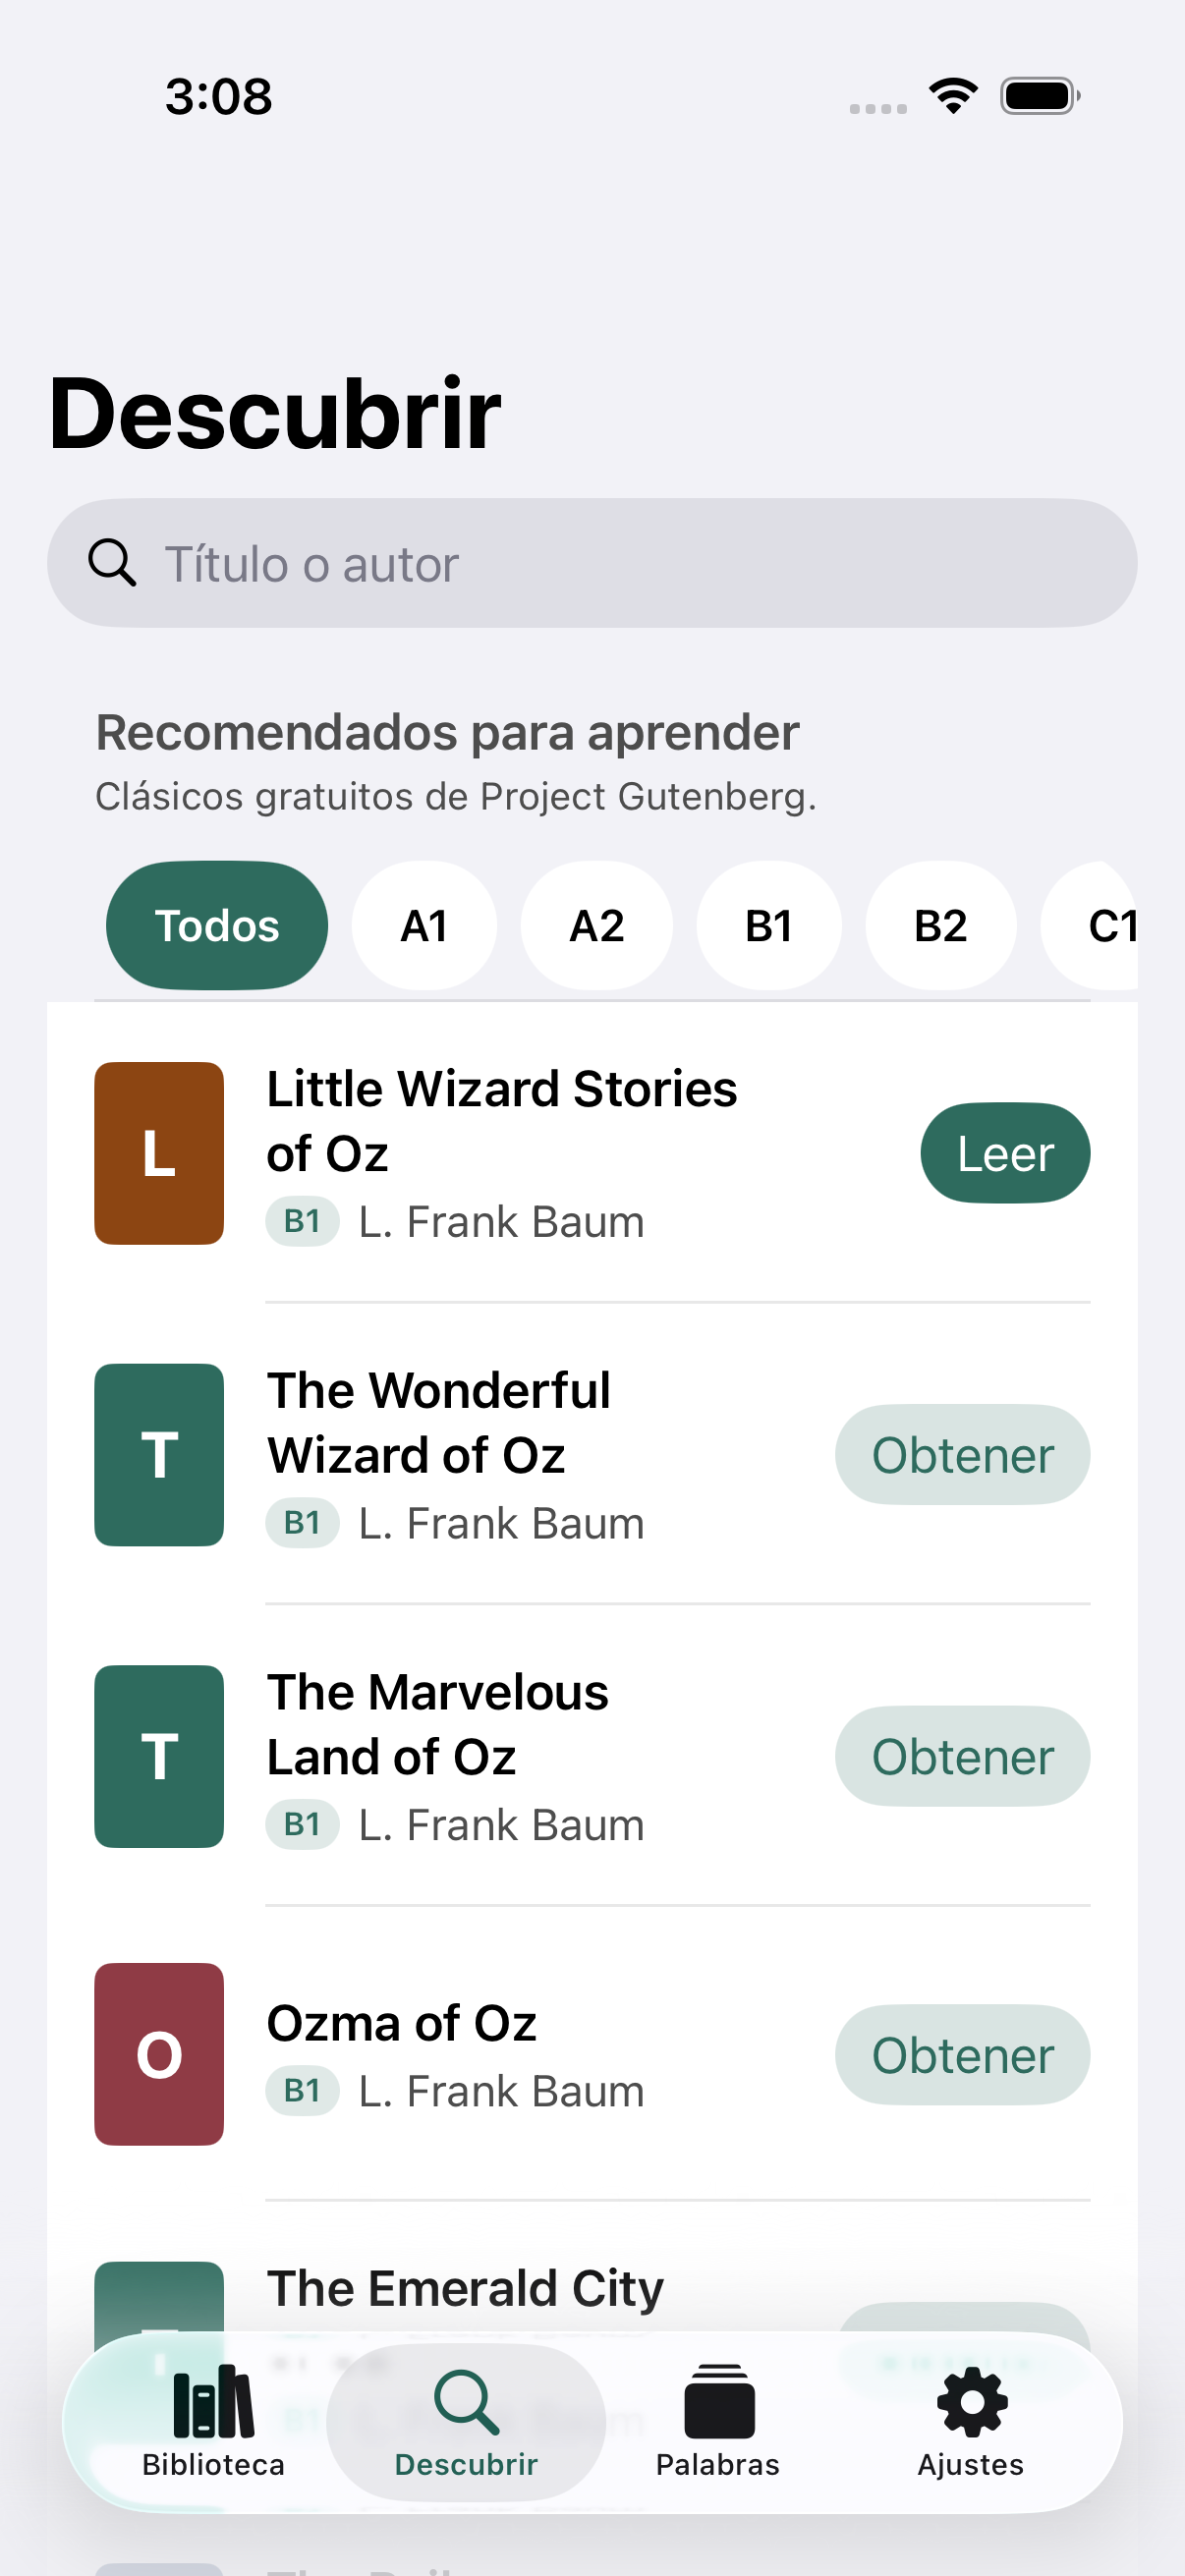 3:08
Descubrir
Título o autor
Recomendados para aprender
Clásicos gratuitos de Project Gutenberg.
Todos A1 A2 B1 B2 C1
L
Little Wizard Stories
of Oz
B1 L. Frank Baum
Leer
T
The Wonderful
Wizard of Oz
B1 L. Frank Baum
Obtener
T
The Marvelous
Land of Oz
B1 L. Frank Baum
Obtener
O
Ozma of Oz
B1 L. Frank Baum
Obtener
The Emerald City
Biblioteca Descubrir Palabras Ajustes